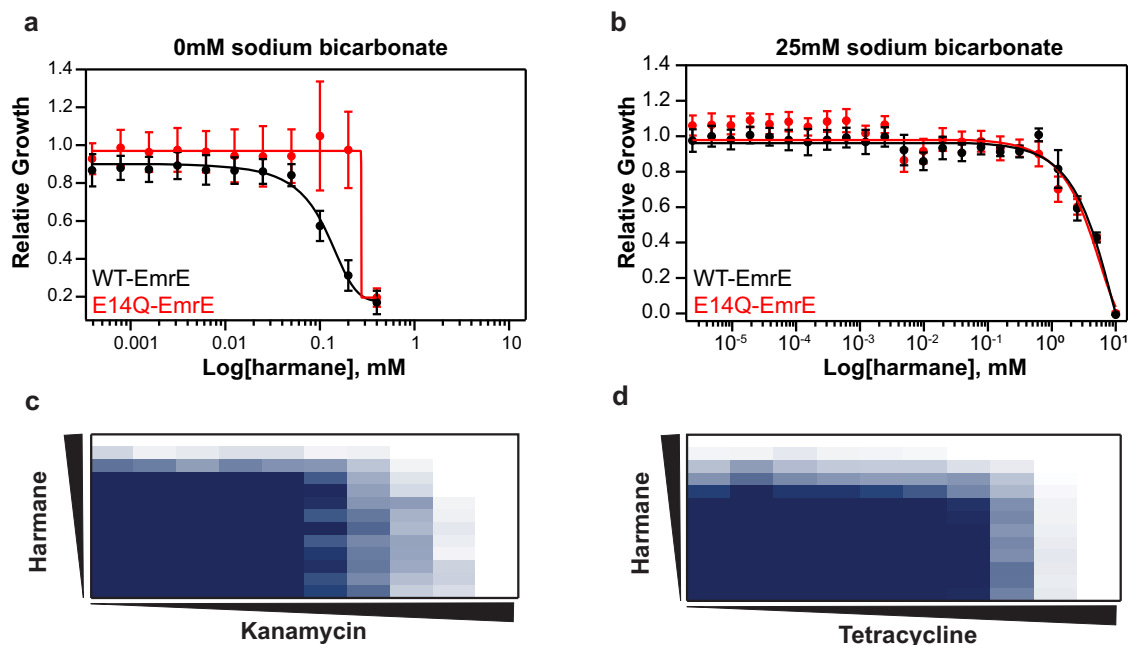 a
0mM sodium bicarbonate
1.4
1.2
1.0
0.8
0.6
0.4
0.2
Relative Growth
WT-EmrE
E14Q-EmrE
0.001 0.01 0.1 1 10
Log[harmane], mM
b
25mM sodium bicarbonate
1.4
1.2
1.0
0.8
0.6
0.4
0.2
0.0
Relative Growth
WT-EmrE
E14Q-EmrE
10⁻⁵ 10⁻⁴ 10⁻³ 10⁻² 10⁻¹ 10⁰ 10¹
Log[harmane], mM
c
Harmane
Kanamycin
d
Harmane
Tetracycline